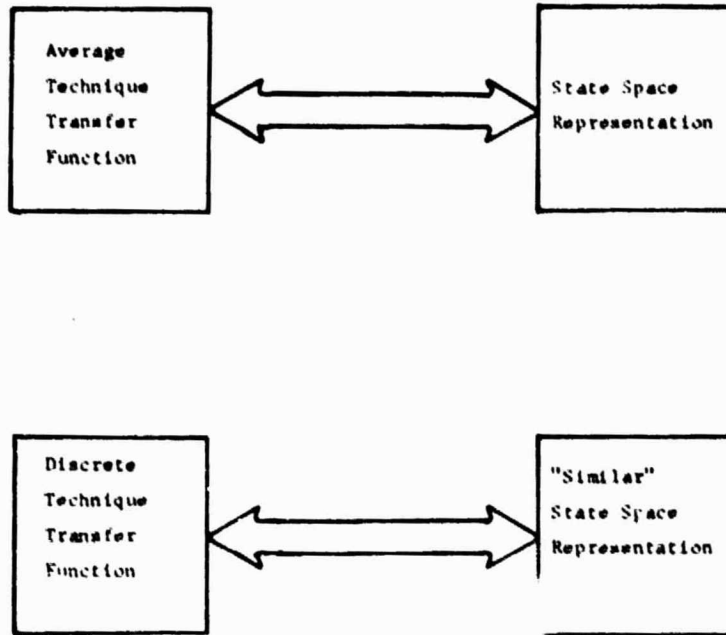 Average
Technique
Transfer
Function
State Space
Representation
Discrete
Technique
Transfer
Function
"Similar"
State Space
Representation